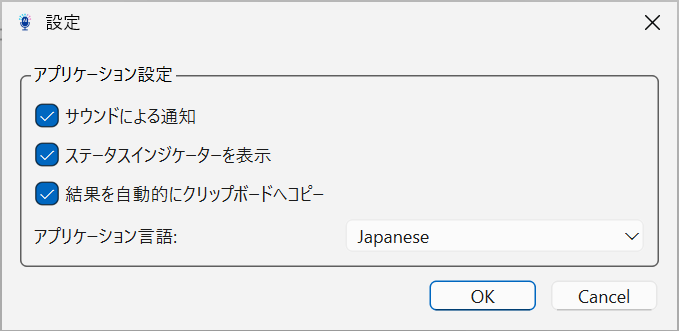 設定
アプリケーション設定
サウンドによる通知
ステータスインジケーターを表示
結果を自動的にクリップボードへコピー
アプリケーション言語: Japanese
OK Cancel